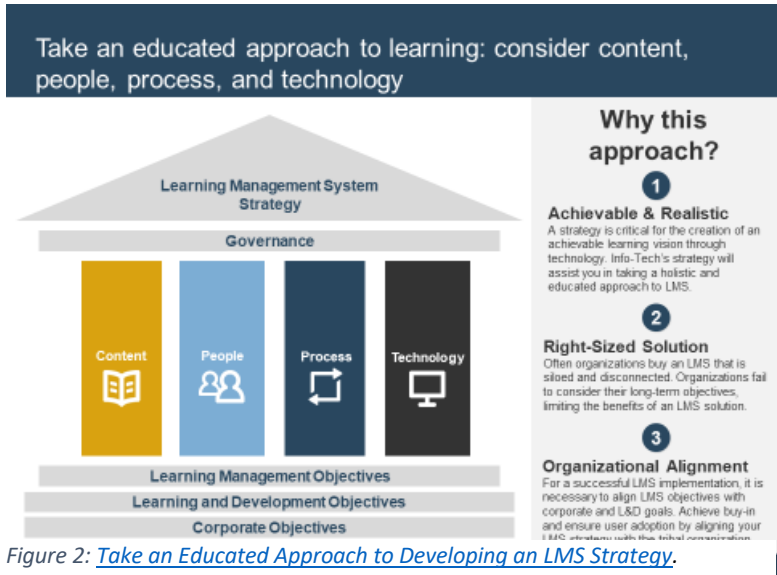 Take an educated approach to learning: consider content,
people, process, and technology
Learning Management System
Strategy
Governance
Content
People
Process
Technology
Learning Management Objectives
Learning and Development Objectives
Corporate Objectives
Why this
approach?
1
Achievable & Realistic
A strategy is critical for the creation of an
achievable learning vision through
technology. Info-Tech's strategy will
assist you in taking a holistic and
educated approach to LMS.
2
Right-Sized Solution
Often organizations buy an LMS that is
siloed and disconnected. Organizations fail
to consider their long-term objectives,
limiting the benefits of an LMS solution.
3
Organizational Alignment
For a successful LMS implementation, it is
necessary to align LMS objectives with
corporate and L&D goals. Achieve buy-in
and ensure user adoption by aligning your
LMS strategy with the tribal organization
Figure 2: Take an Educated Approach to Developing an LMS Strategy.